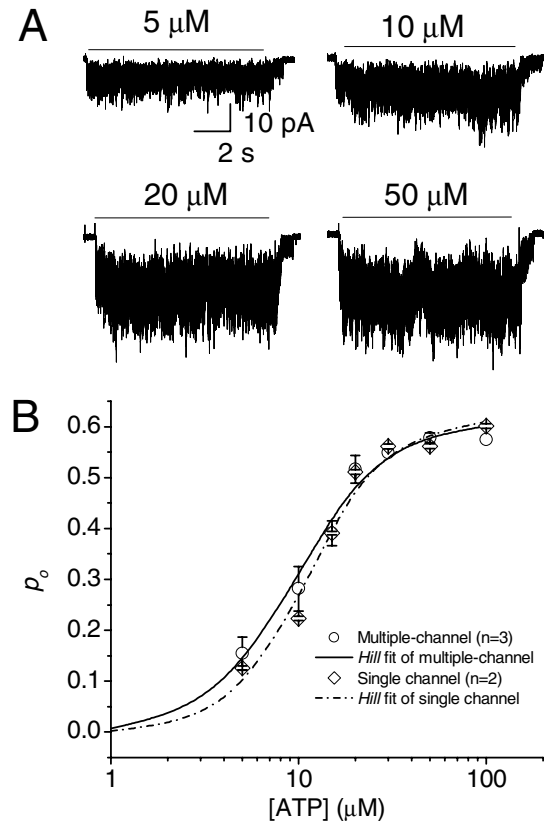 A
5 μM
10 μM
10 pA
2 s
20 μM
50 μM
B
0.6
0.5
0.4
0.3
0.2
0.1
0.0
pₒ
Multiple-channel (n=3)
Hill fit of multiple-channel
Single channel (n=2)
Hill fit of single channel
1
10
100
[ATP] (μM)